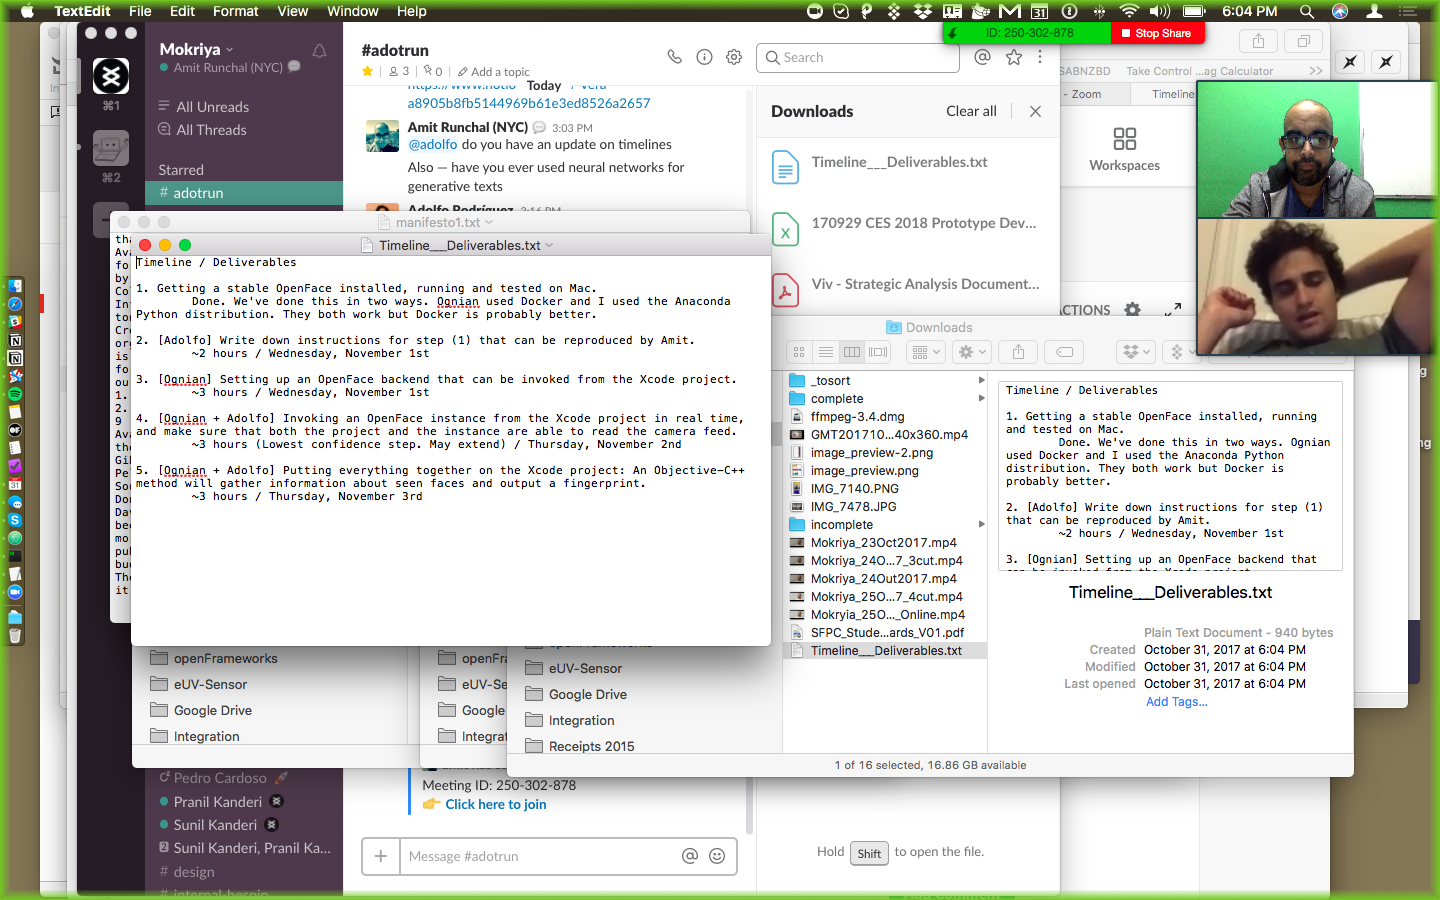 TextEdit File Edit Format View Window Help
6:04 PM
ID: 250-302-878
Stop Share
Mokriya
Amit Runchal (NYC)
⌘1
⌘2
All Unreads
All Threads
Starred
# adotrun
#adotrun
3
0
Add a topic
Search
Today
a8905b8fb5144969b61e3ed8526a2657
Amit Runchal (NYC) 3:03 PM
@adolfo do you have an update on timelines
Also — have you ever used neural networks for
generative texts
Adolfo Rodríguez 3:16 PM
Downloads
Clear all
Timeline___Deliverables.txt
170929 CES 2018 Prototype Dev...
Viv - Strategic Analysis Document...
SABNZBD Take Control ...ag Calculator
- Zoom
Timeline
Workspaces
manifesto1.txt
Timeline___Deliverables.txt
Timeline / Deliverables
1. Getting a stable OpenFace installed, running and tested on Mac.
Done. We've done this in two ways. Ognian used Docker and I used the Anaconda
Python distribution. They both work but Docker is probably better.
2. [Adolfo] Write down instructions for step (1) that can be reproduced by Amit.
~2 hours / Wednesday, November 1st
3. [Ognian] Setting up an OpenFace backend that can be invoked from the Xcode project.
~3 hours / Wednesday, November 1st
4. [Ognian + Adolfo] Invoking an OpenFace instance from the Xcode project in real time,
and make sure that both the project and the instance are able to read the camera feed.
~3 hours (Lowest confidence step. May extend) / Thursday, November 2nd
5. [Ognian + Adolfo] Putting everything together on the Xcode project: An Objective-C++
method will gather information about seen faces and output a fingerprint.
~3 hours / Thursday, November 3rd
Downloads
_tosort
complete
ffmpeg-3.4.dmg
GMT201710...40x360.mp4
image_preview-2.png
image_preview.png
IMG_7140.PNG
IMG_7478.JPG
incomplete
Mokriya_23Oct2017.mp4
Mokriya_24O...7_3cut.mp4
Mokriya_24Out2017.mp4
Mokriya_25O...7_4cut.mp4
Mokryia_25O..._Online.mp4
SFPC_Stude...ards_V01.pdf
Timeline___Deliverables.txt
Timeline / Deliverables
1. Getting a stable OpenFace installed, running
and tested on Mac.
Done. We've done this in two ways. Ognian
used Docker and I used the Anaconda Python
distribution. They both work but Docker is
probably better.
2. [Adolfo] Write down instructions for step (1)
that can be reproduced by Amit.
~2 hours / Wednesday, November 1st
3. [Ognian] Setting up an OpenFace backend that
Timeline___Deliverables.txt
Plain Text Document - 940 bytes
Created October 31, 2017 at 6:04 PM
Modified October 31, 2017 at 6:04 PM
Last opened October 31, 2017 at 6:04 PM
Add Tags...
openFrameworks
eUV-Sensor
Google Drive
Integration
openFra
eUV-Se
Google
Integrat
eUV-Sensor
Google Drive
Integration
Receipts 2015
1 of 16 selected, 16.86 GB available
Pedro Cardoso
Pranil Kanderi
Sunil Kanderi
2 Sunil Kanderi, Pranil Ka...
# design
Meeting ID: 250-302-878
Click here to join
Message #adotrun
Hold Shift to open the file.